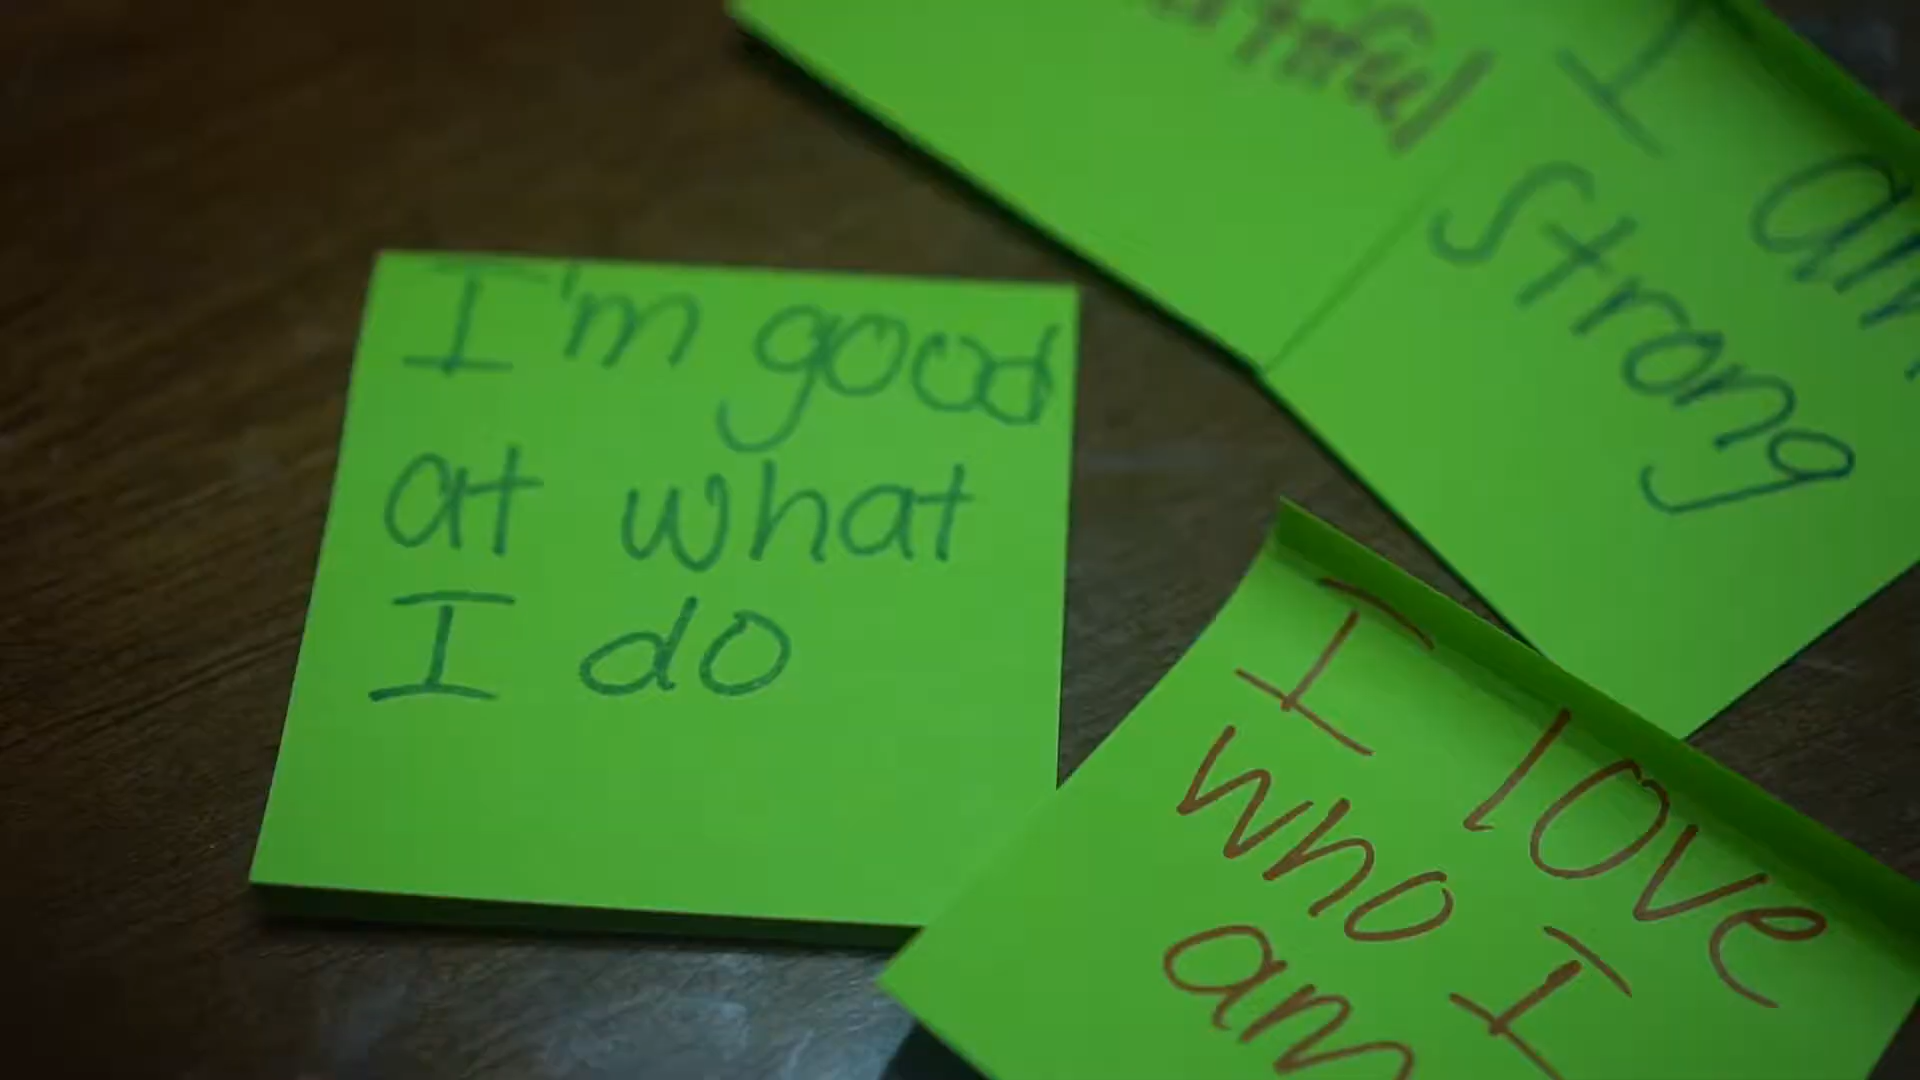 I'm good
at what
I do
I am
strong
I love
who I
am